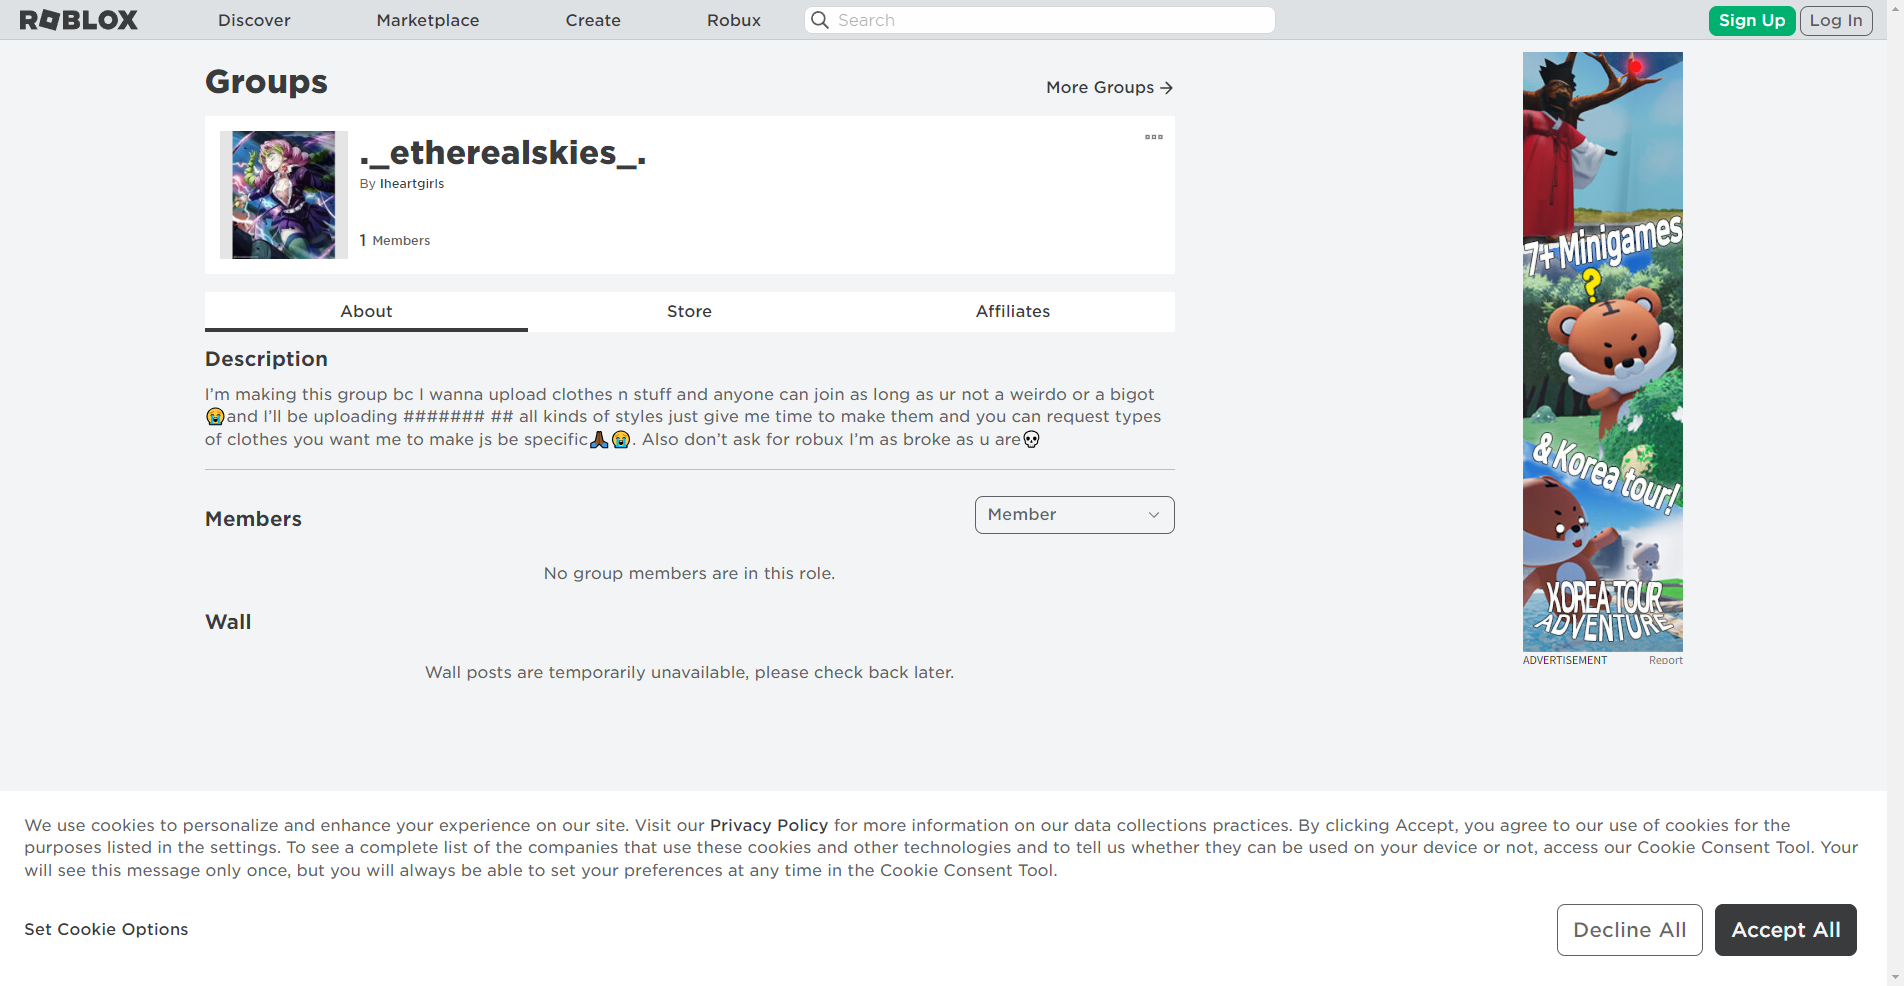 ROBLOX Discover Marketplace Create Robux Search Sign Up Log In
Groups
More Groups →
._etherealskies_.
By Iheartgirls
1 Members
About Store Affiliates
Description
I’m making this group bc I wanna upload clothes n stuff and anyone can join as long as ur not a weirdo or a bigot
😭and I’ll be uploading ####### ## all kinds of styles just give me time to make them and you can request types
of clothes you want me to make js be specific🙏🏾😭. Also don’t ask for robux I’m as broke as u are💀
Members
Member
No group members are in this role.
Wall
Wall posts are temporarily unavailable, please check back later.
7+ Minigames
?
& Korea tour!
KOREA TOUR
ADVENTURE
ADVERTISEMENT Report
We use cookies to personalize and enhance your experience on our site. Visit our Privacy Policy for more information on our data collections practices. By clicking Accept, you agree to our use of cookies for the
purposes listed in the settings. To see a complete list of the companies that use these cookies and other technologies and to tell us whether they can be used on your device or not, access our Cookie Consent Tool. Your
will see this message only once, but you will always be able to set your preferences at any time in the Cookie Consent Tool.
Set Cookie Options
Decline All
Accept All